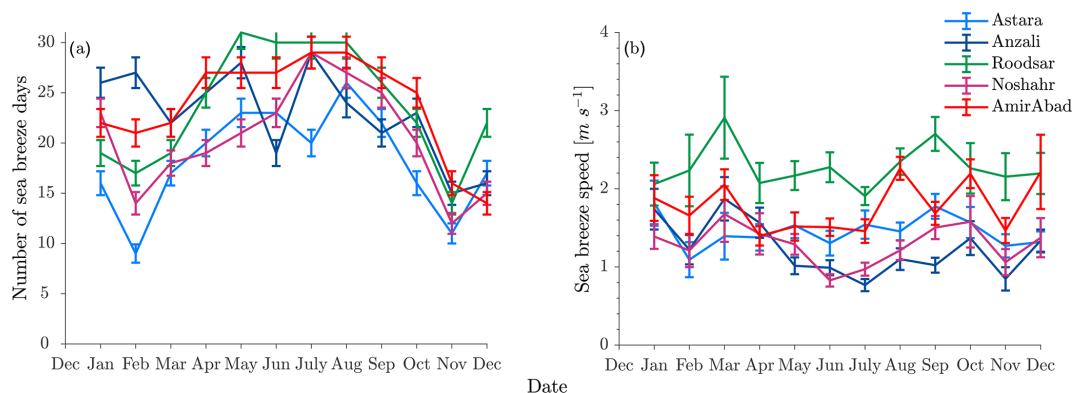 (a)
Number of sea breeze days
30
25
20
15
10
5
0
Dec Jan Feb Mar Apr May Jun July Aug Sep Oct Nov Dec
(b)
Sea breeze speed [m s⁻¹]
4
3
2
1
0
Dec Jan Feb Mar Apr May Jun July Aug Sep Oct Nov Dec
Astara
Anzali
Roodsar
Noshahr
AmirAbad
Date